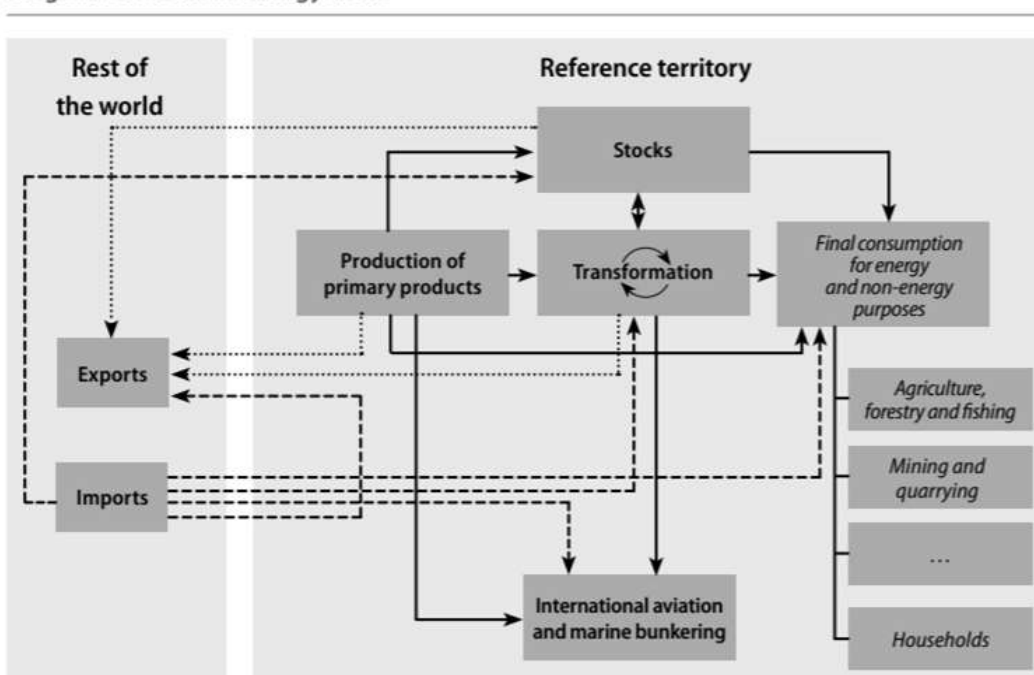 Rest of
the world
Reference territory
Stocks
Production of
primary products
Transformation
Final consumption
for energy
and non-energy
purposes
Exports
Agriculture,
forestry and fishing
Imports
Mining and
quarrying
...
International aviation
and marine bunkering
Households